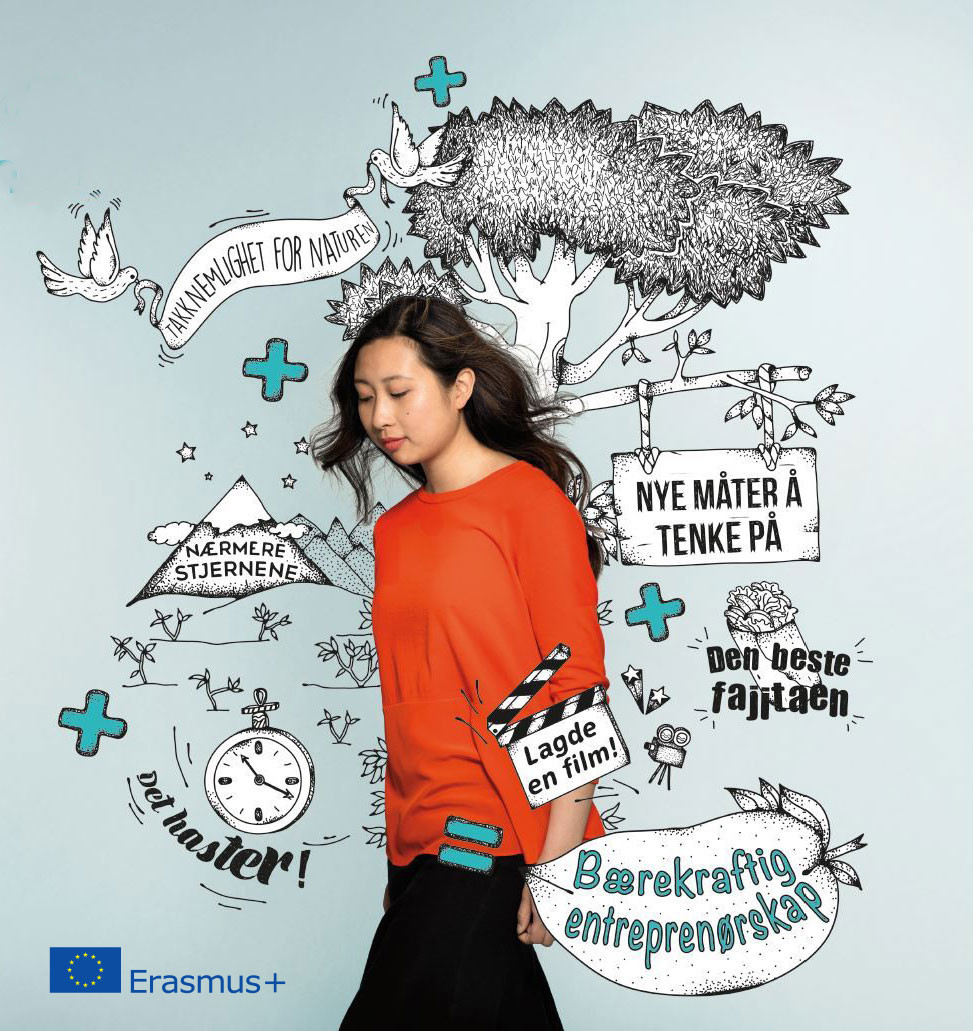 TAKKNEMLIGHET FOR NATUREN
NYE MÅTER Å
TENKE PÅ
NÆRMERE
STJERNENE
Den beste
fajitaen
Lagde
en film!
Det haster!
Bærekraftig
entreprenørskap
Erasmus+